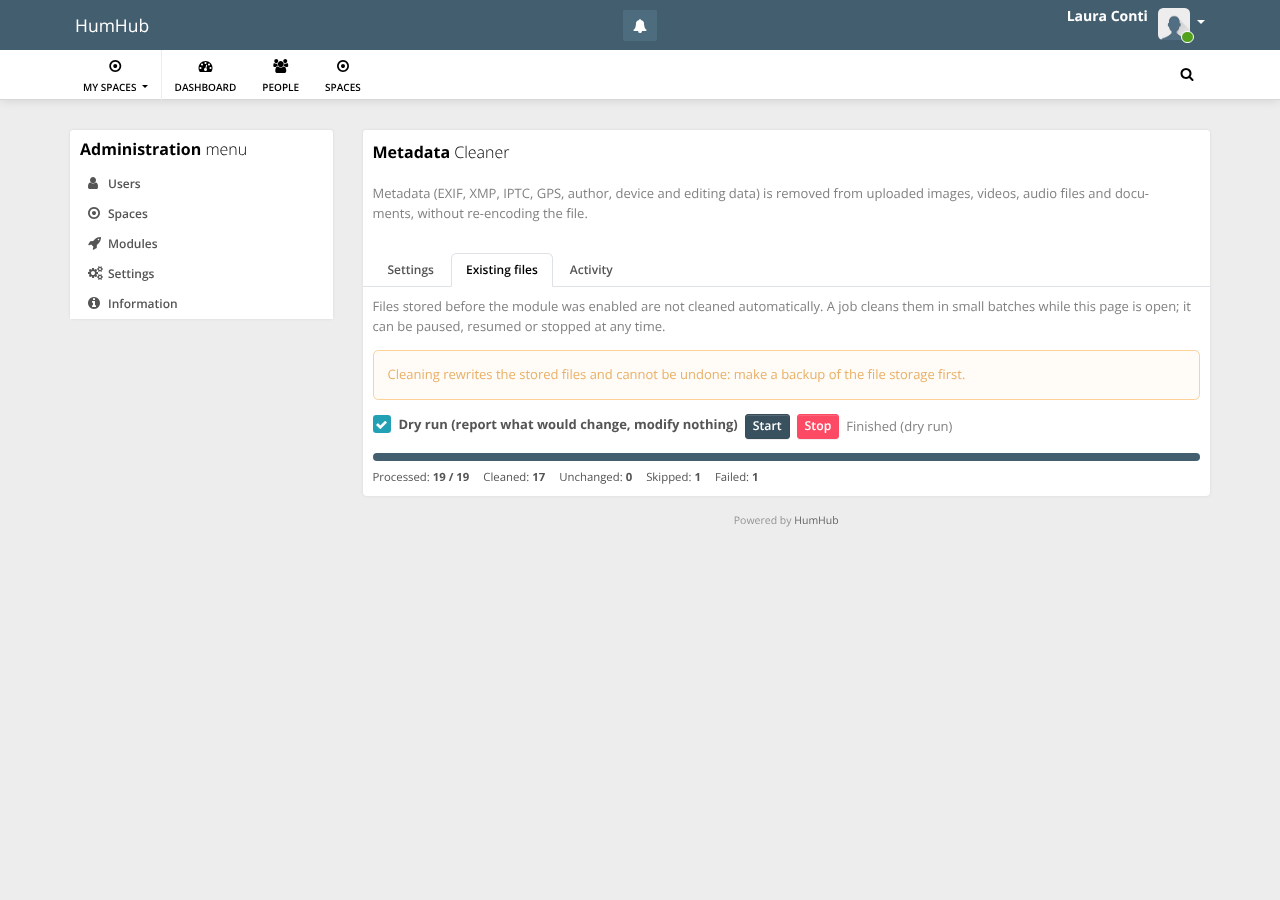 HumHub
Laura Conti
MY SPACES
DASHBOARD
PEOPLE
SPACES
Administration menu
Users
Spaces
Modules
Settings
Information
Metadata Cleaner
Metadata (EXIF, XMP, IPTC, GPS, author, device and editing data) is removed from uploaded images, videos, audio files and docu-
ments, without re-encoding the file.
Settings
Existing files
Activity
Files stored before the module was enabled are not cleaned automatically. A job cleans them in small batches while this page is open; it
can be paused, resumed or stopped at any time.
Cleaning rewrites the stored files and cannot be undone: make a backup of the file storage first.
Dry run (report what would change, modify nothing) Start Stop Finished (dry run)
Processed: 19 / 19 Cleaned: 17 Unchanged: 0 Skipped: 1 Failed: 1
Powered by HumHub